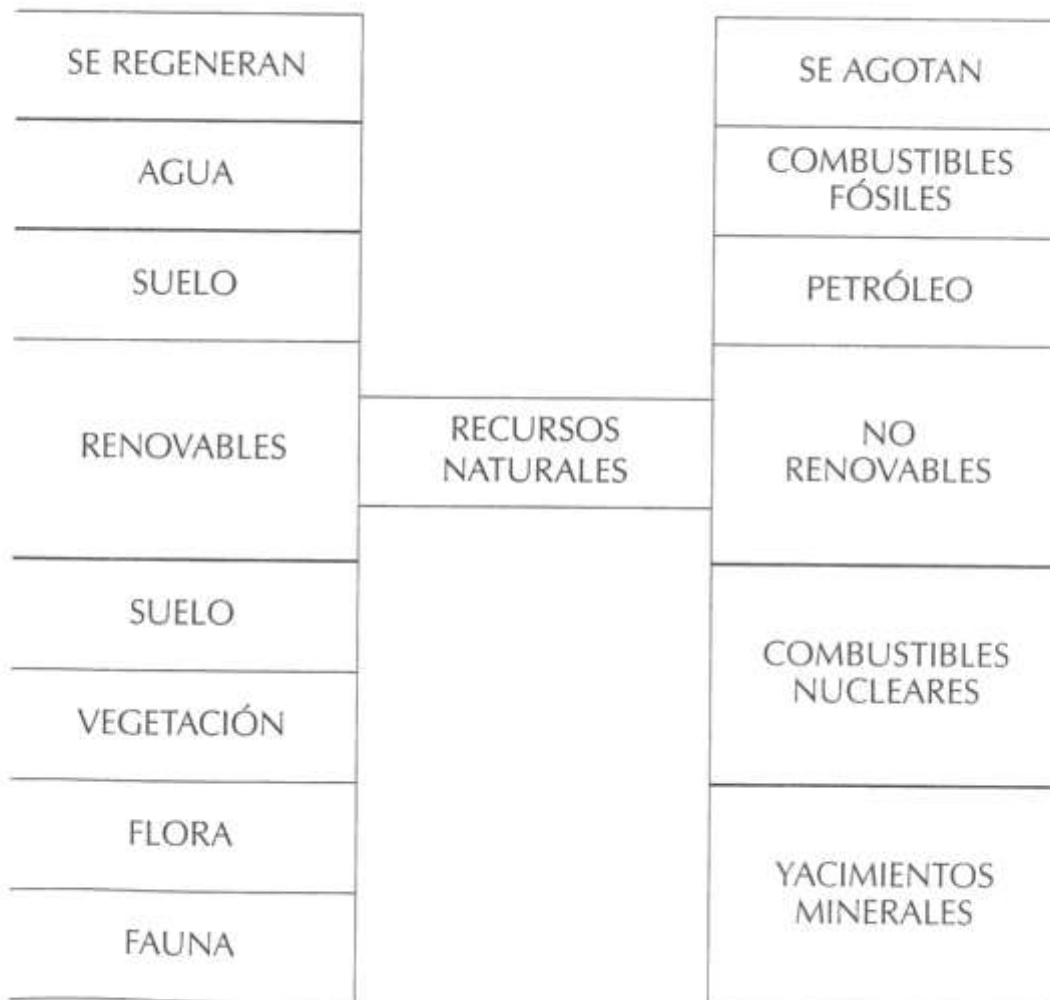 SE REGENERAN
AGUA
SUELO
RENOVABLES
SUELO
VEGETACIÓN
FLORA
FAUNA
RECURSOS
NATURALES
SE AGOTAN
COMBUSTIBLES
FÓSILES
PETRÓLEO
NO
RENOVABLES
COMBUSTIBLES
NUCLEARES
YACIMIENTOS
MINERALES